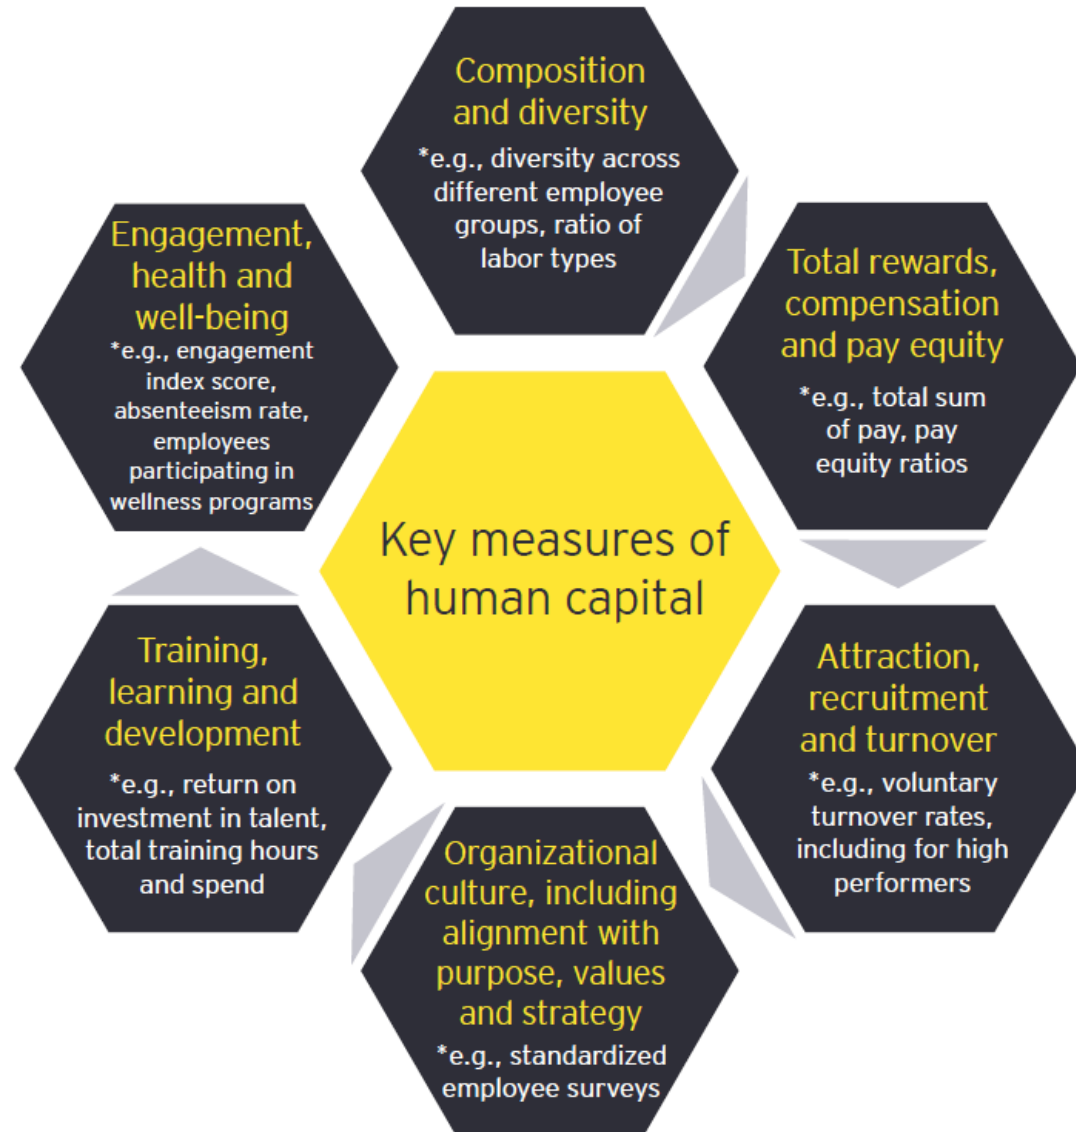 Composition
and diversity
*e.g., diversity across
different employee
groups, ratio of
labor types
Total rewards,
compensation
and pay equity
*e.g., total sum
of pay, pay
equity ratios
Attraction,
recruitment
and turnover
*e.g., voluntary
turnover rates,
including for high
performers
Organizational
culture, including
alignment with
purpose, values
and strategy
*e.g., standardized
employee surveys
Training,
learning and
development
*e.g., return on
investment in talent,
total training hours
and spend
Engagement,
health and
well-being
*e.g., engagement
index score,
absenteeism rate,
employees
participating in
wellness programs
Key measures of
human capital